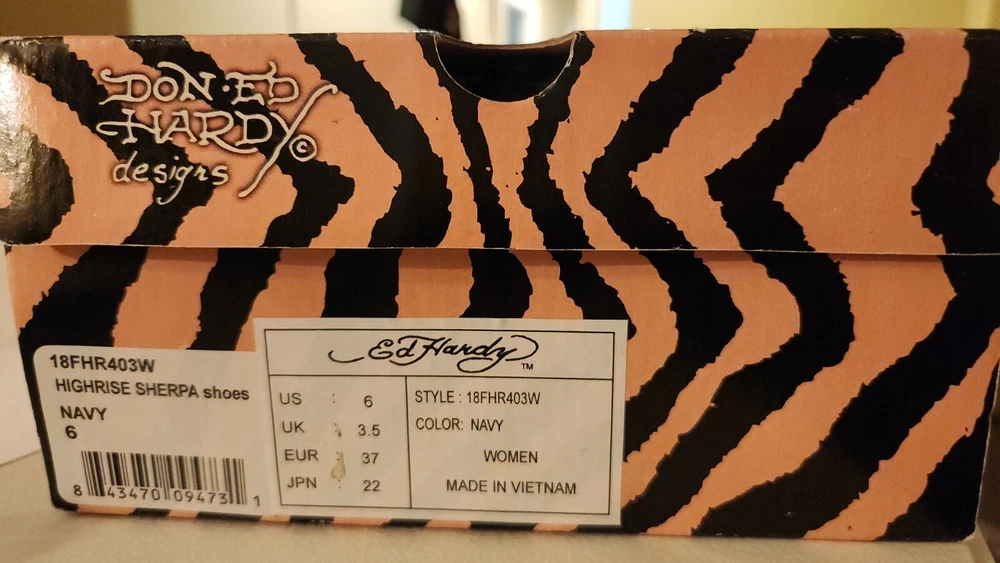 DON·ED
HARDY©
designs
18FHR403W
HIGHRISE SHERPA shoes
NAVY
6
8 43470 09473 1
Ed Hardy™
US : 6
UK : 3.5
EUR : 37
JPN : 22
STYLE : 18FHR403W
COLOR: NAVY
WOMEN
MADE IN VIETNAM